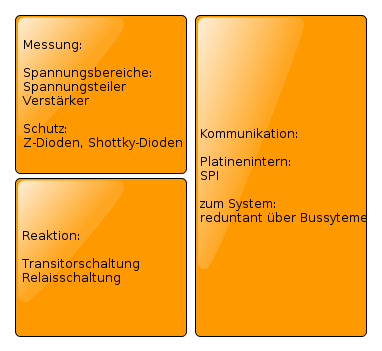 Messung:
Spannungsbereiche:
Spannungsteiler
Verstärker
Schutz:
Z-Dioden, Shottky-Dioden
Reaktion:
Transitorschaltung
Relaisschaltung
Kommunikation:
Platinenintern:
SPI
zum System:
reduntant über Bussyteme